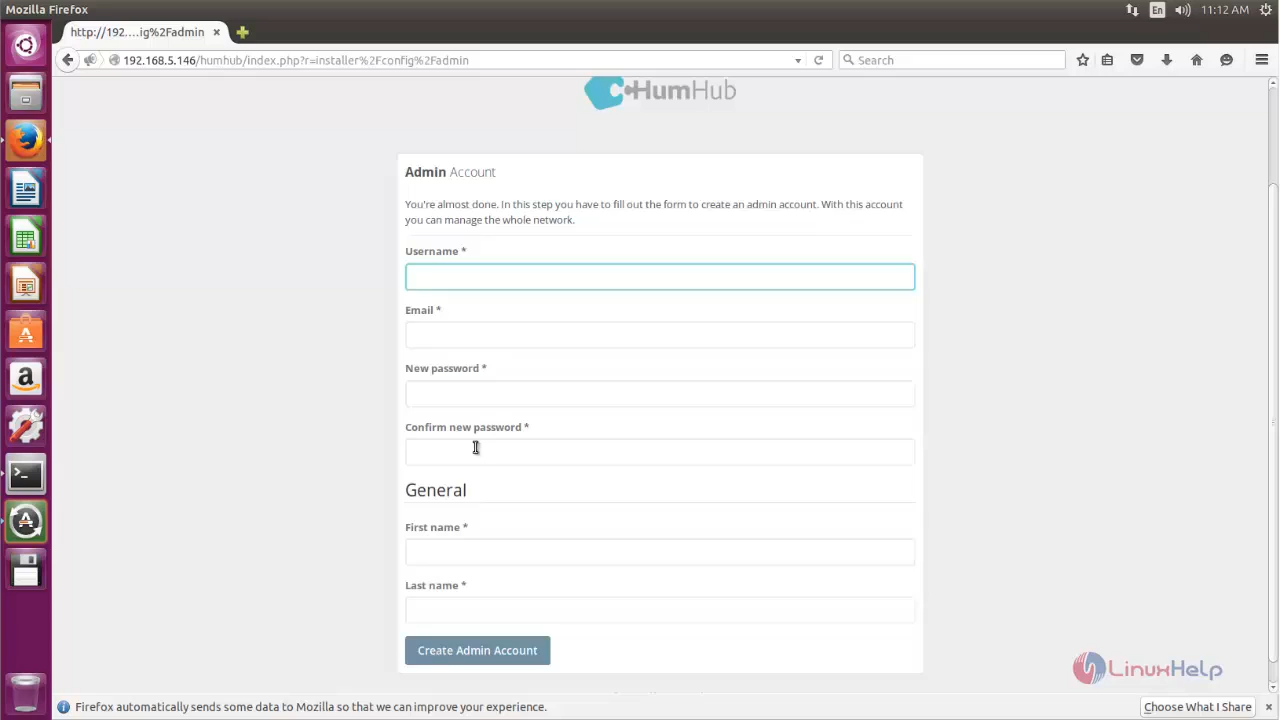 Mozilla Firefox
En
11:12 AM
http://192....ig%2Fadmin
192.168.5.146/humhub/index.php?r=installer%2Fconfig%2Fadmin
Search
HumHub
Admin Account
You're almost done. In this step you have to fill out the form to create an admin account. With this account
you can manage the whole network.
Username *
Email *
New password *
Confirm new password *
General
First name *
Last name *
Create Admin Account
LinuxHelp
Firefox automatically sends some data to Mozilla so that we can improve your experience.
Choose What I Share